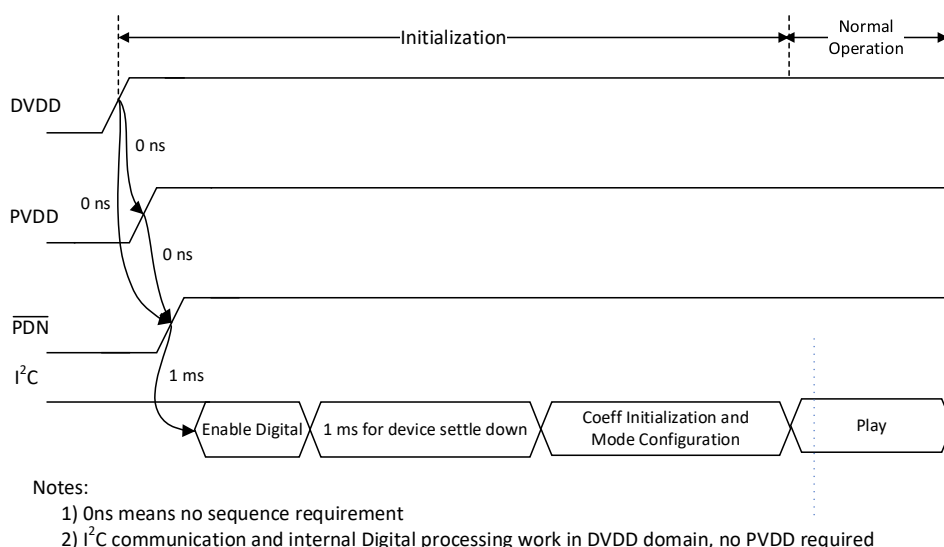 Initialization
Normal
Operation
DVDD
0 ns
0 ns
PVDD
0 ns
PDN
I²C
1 ms
Enable Digital
1 ms for device settle down
Coeff Initialization and
Mode Configuration
Play
Notes:
1) 0ns means no sequence requirement
2) I²C communication and internal Digital processing work in DVDD domain, no PVDD required